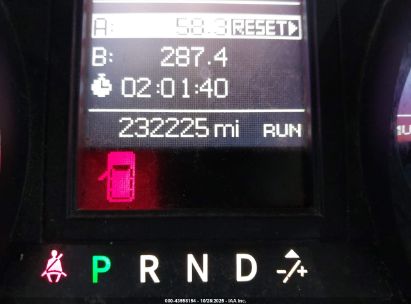 A: 58.3 RESET
B: 287.4
02:01:40
232225 mi RUN
P R N D -/+